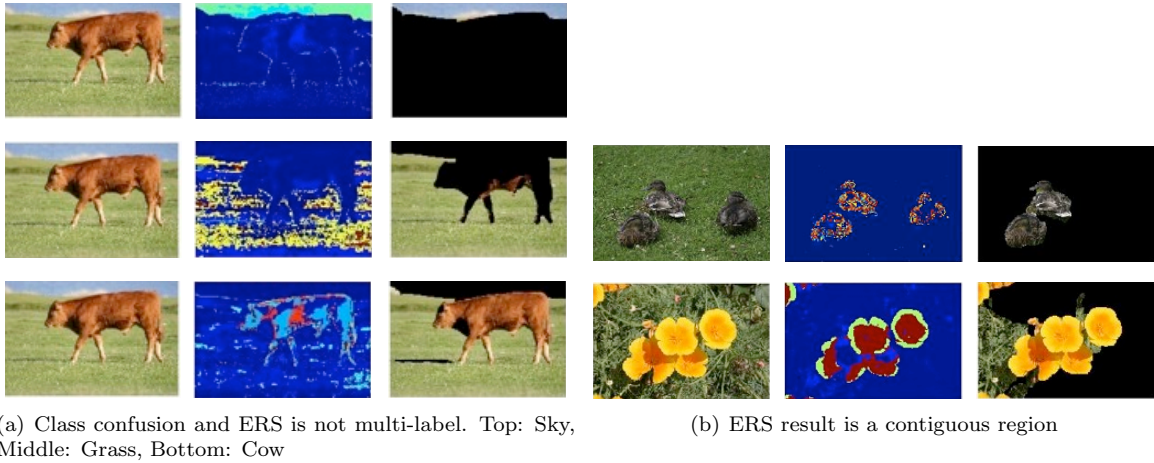 (a) Class confusion and ERS is not multi-label. Top: Sky,
Middle: Grass, Bottom: Cow
(b) ERS result is a contiguous region